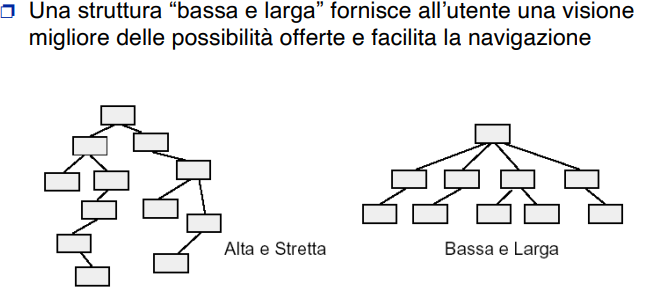 Una struttura “bassa e larga” fornisce all’utente una visione
migliore delle possibilità offerte e facilita la navigazione
Alta e Stretta
Bassa e Larga